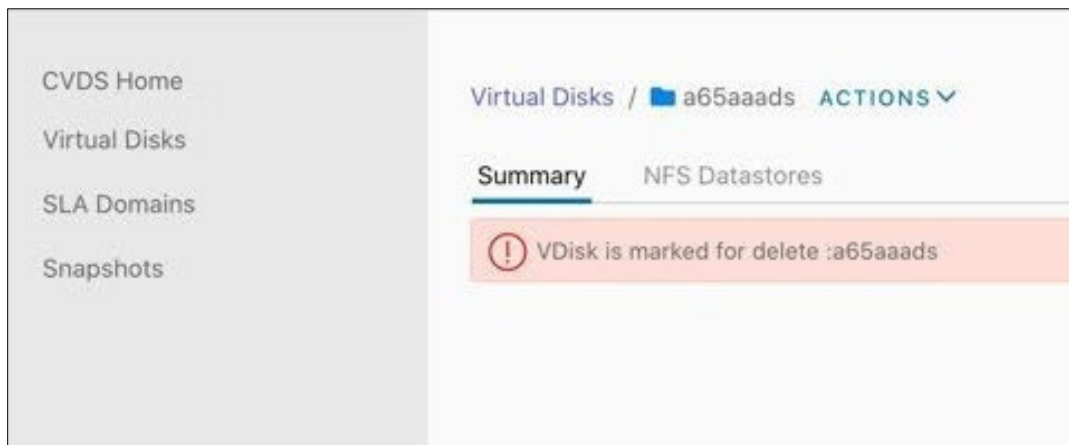 CVDS Home
Virtual Disks
SLA Domains
Snapshots
Virtual Disks / a65aaads ACTIONS
Summary NFS Datastores
VDisk is marked for delete :a65aaads